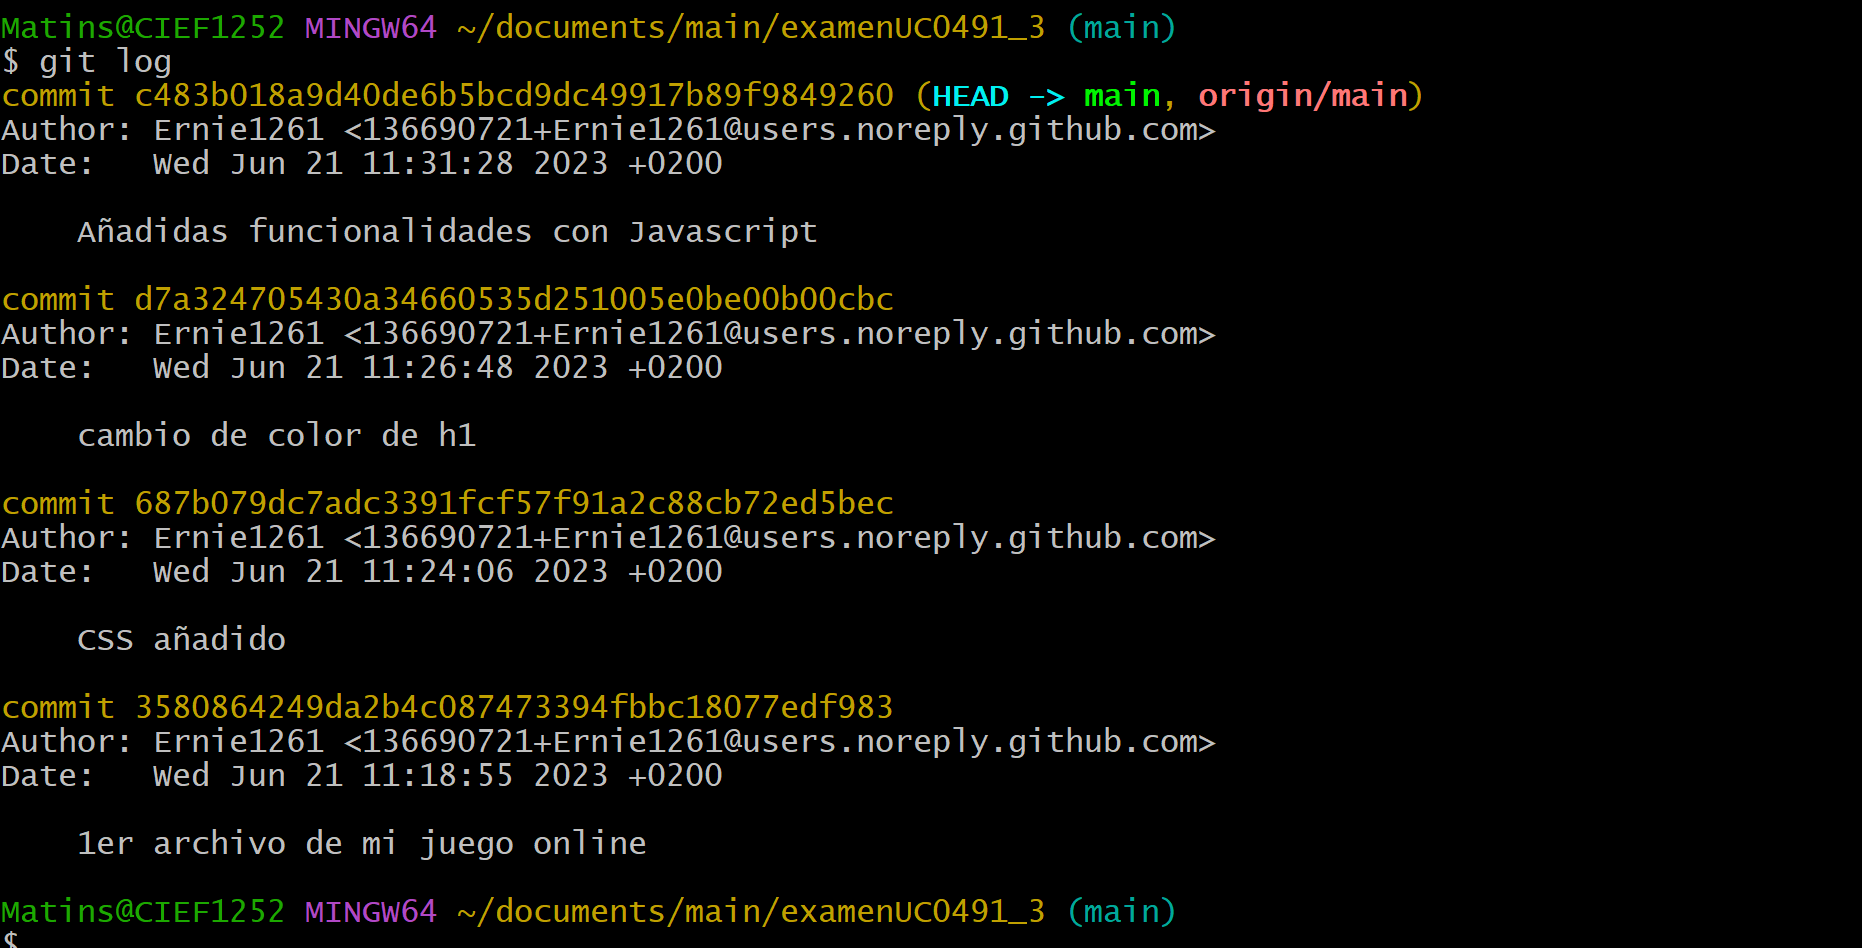 Matins@CIEF1252 MINGW64 ~/documents/main/examenUC0491_3 (main)
$ git log
commit c483b018a9d40de6b5bcd9dc49917b89f9849260 (HEAD -> main, origin/main)
Author: Ernie1261 <136690721+Ernie1261@users.noreply.github.com>
Date:   Wed Jun 21 11:31:28 2023 +0200
Añadidas funcionalidades con Javascript
commit d7a324705430a34660535d251005e0be00b00cbc
Author: Ernie1261 <136690721+Ernie1261@users.noreply.github.com>
Date:   Wed Jun 21 11:26:48 2023 +0200
cambio de color de h1
commit 687b079dc7adc3391fcf57f91a2c88cb72ed5bec
Author: Ernie1261 <136690721+Ernie1261@users.noreply.github.com>
Date:   Wed Jun 21 11:24:06 2023 +0200
CSS añadido
commit 3580864249da2b4c087473394fbbc18077edf983
Author: Ernie1261 <136690721+Ernie1261@users.noreply.github.com>
Date:   Wed Jun 21 11:18:55 2023 +0200
1er archivo de mi juego online
Matins@CIEF1252 MINGW64 ~/documents/main/examenUC0491_3 (main)
$